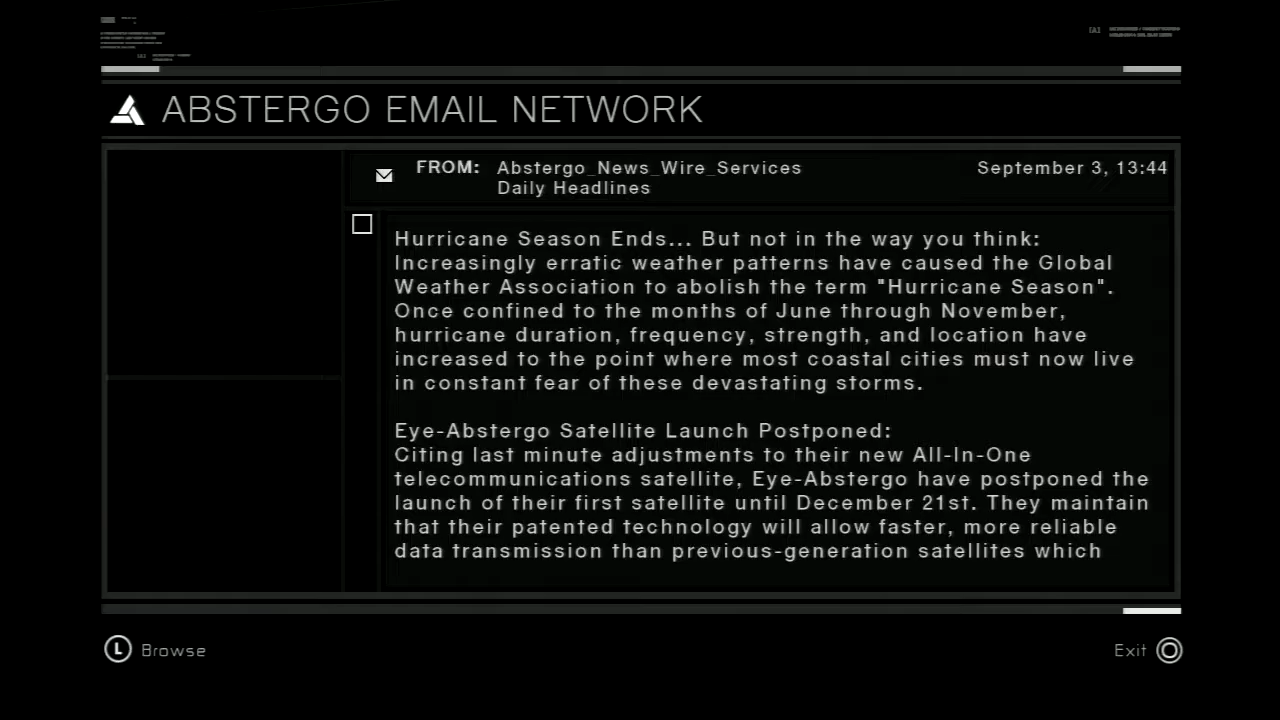 ABSTERGO EMAIL NETWORK
FROM: Abstergo_News_Wire_Services September 3, 13:44
Daily Headlines
Hurricane Season Ends... But not in the way you think:
Increasingly erratic weather patterns have caused the Global
Weather Association to abolish the term "Hurricane Season".
Once confined to the months of June through November,
hurricane duration, frequency, strength, and location have
increased to the point where most coastal cities must now live
in constant fear of these devastating storms.
Eye-Abstergo Satellite Launch Postponed:
Citing last minute adjustments to their new All-In-One
telecommunications satellite, Eye-Abstergo have postponed the
launch of their first satellite until December 21st. They maintain
that their patented technology will allow faster, more reliable
data transmission than previous-generation satellites which
L Browse
Exit